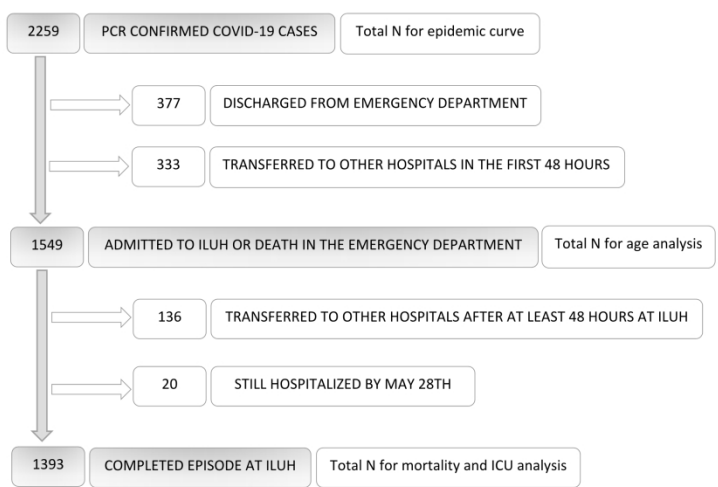 2259 PCR CONFIRMED COVID-19 CASES Total N for epidemic curve
377 DISCHARGED FROM EMERGENCY DEPARTMENT
333 TRANSFERRED TO OTHER HOSPITALS IN THE FIRST 48 HOURS
1549 ADMITTED TO ILUH OR DEATH IN THE EMERGENCY DEPARTMENT Total N for age analysis
136 TRANSFERRED TO OTHER HOSPITALS AFTER AT LEAST 48 HOURS AT ILUH
20 STILL HOSPITALIZED BY MAY 28TH
1393 COMPLETED EPISODE AT ILUH Total N for mortality and ICU analysis